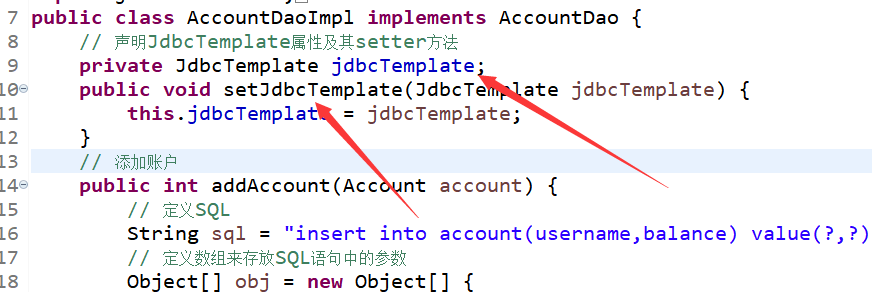 7 public class AccountDaoImpl implements AccountDao {
8 // 声明JdbcTemplate属性及其setter方法
9 private JdbcTemplate jdbcTemplate;
10 public void setJdbcTemplate(JdbcTemplate jdbcTemplate) {
11 this.jdbcTemplate = jdbcTemplate;
12 }
13 // 添加账户
14 public int addAccount(Account account) {
15 // 定义SQL
16 String sql = "insert into account(username,balance) value(?,?)
17 // 定义数组来存放SQL语句中的参数
18 Object[] obj = new Object[] {